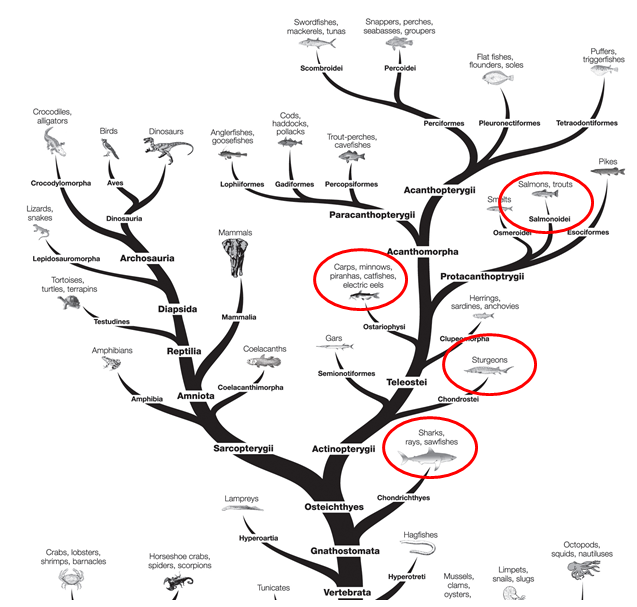 Swordfishes,
mackerels, tunas
Scombroidei
Snappers, perches,
seabasses, groupers
Percoidei
Flat fishes,
flounders, soles
Puffers,
triggerfishes
Perciformes
Pleuronectiformes
Tetraodontiformes
Crocodiles,
alligators
Birds
Dinosaurs
Anglerfishes,
goosefishes
Cods,
haddocks,
pollacks
Trout-perches,
cavefishes
Pikes
Crocodylomorpha
Aves
Lophiiformes
Gadiformes
Percopsiformes
Acanthopterygii
Salmons, trouts
Smelts
Salmonoidei
Osmeroidei
Esociformes
Dinosauria
Paracanthopterygii
Lizards,
snakes
Mammals
Lepidosauromorpha
Archosauria
Acanthomorpha
Carps, minnows,
piranhas, catfishes,
electric eels
Protacanthoptrygii
Tortoises,
turtles, terrapins
Diapsida
Mammalia
Herrings,
sardines, anchovies
Testudines
Ostariophysi
Clupeomorpha
Amphibians
Reptilia
Coelacanths
Gars
Sturgeons
Semionotiformes
Teleostei
Amniota
Coelacanthimorpha
Amphibia
Chondrostei
Sharks,
rays, sawfishes
Sarcopterygii
Actinopterygii
Chondrichthyes
Lampreys
Osteichthyes
Hyperoartia
Hagfishes
Gnathostomata
Crabs, lobsters,
shrimps, barnacles
Horseshoe crabs,
spiders, scorpions
Tunicates
Hyperotreti
Vertebrata
Mussels,
clams,
oysters,
Limpets,
snails, slugs
Octopods,
squids, nautiluses